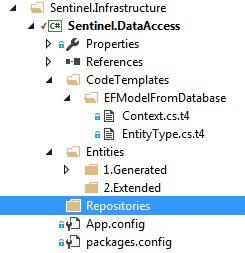 Sentinel.Infrastructure
C# Sentinel.DataAccess
Properties
References
CodeTemplates
EFModelFromDatabase
Context.cs.t4
EntityType.cs.t4
Entities
1.Generated
2.Extended
Repositories
App.config
packages.config